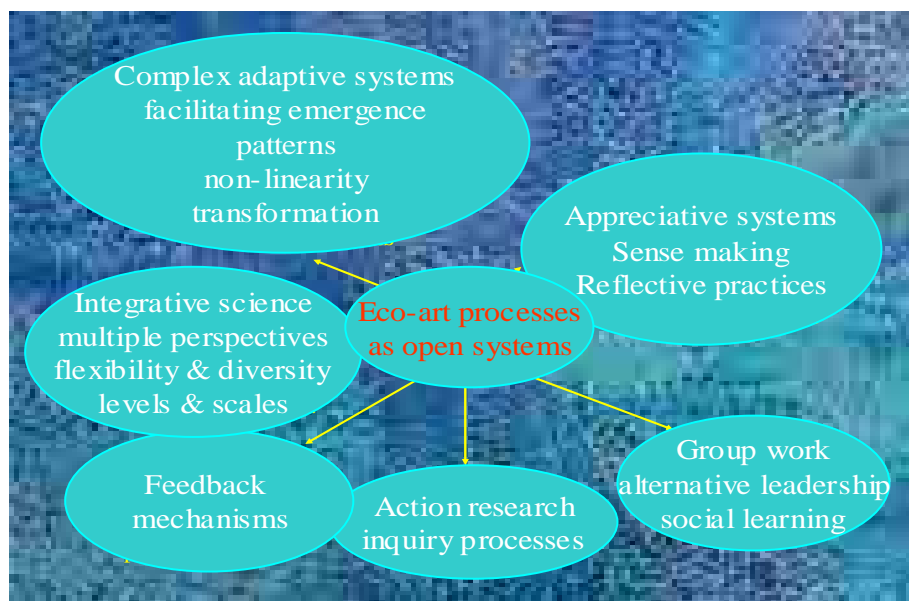 Complex adaptive systems
facilitating emergence
patterns
non-linearity
transformation
Appreciative systems
Sense making
Reflective practices
Eco-art processes
as open systems
Integrative science
multiple perspectives
flexibility & diversity
levels & scales
Feedback
mechanisms
Action research
inquiry processes
Group work
alternative leadership
social learning